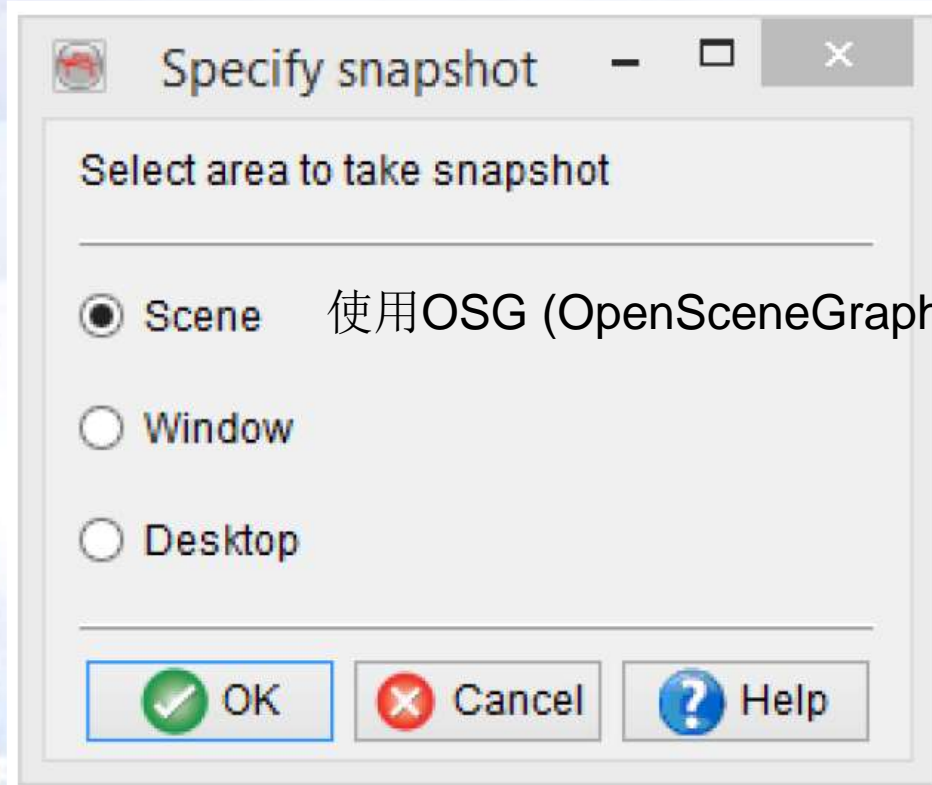 Specify snapshot
Select area to take snapshot
Scene 使用OSG (OpenSceneGraph
Window
Desktop
OK Cancel Help